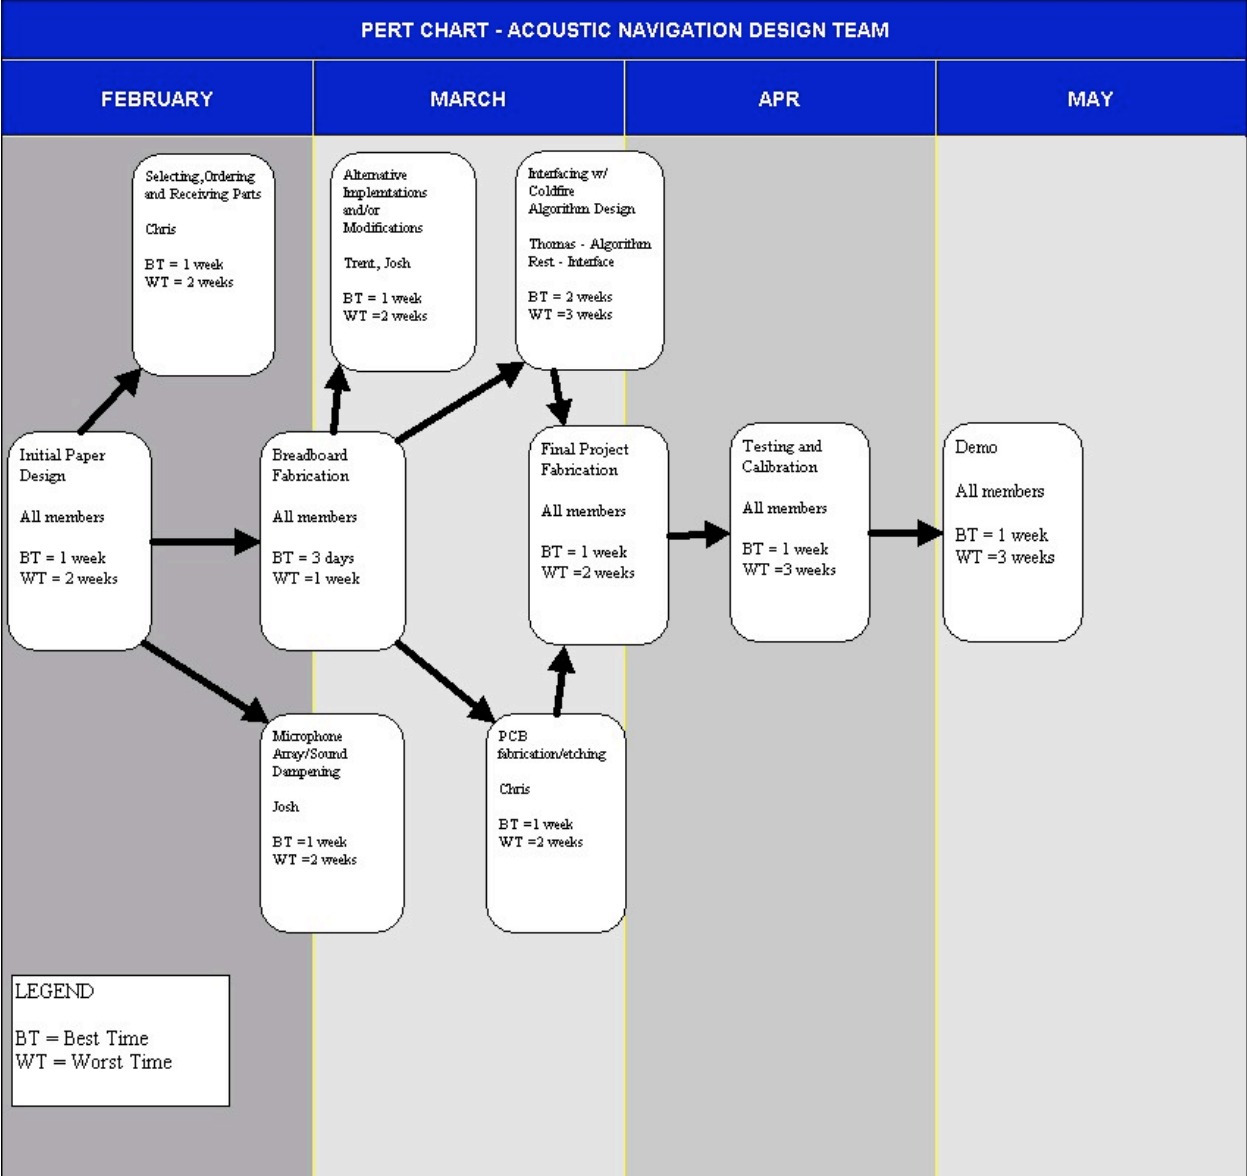 PERT CHART - ACOUSTIC NAVIGATION DESIGN TEAM
FEBRUARY
MARCH
APR
MAY
Selecting,Ordering
and Receiving Parts
Chris
BT = 1 week
WT = 2 weeks
Alternative
Implemtations
and/or
Modifications
Trent, Josh
BT = 1 week
WT =2 weeks
Interfacing w/
Coldfire
Algorithm Design
Thomas - Algorithm
Rest - Interface
BT = 2 weeks
WT =3 weeks
Initial Paper
Design
All members
BT = 1 week
WT = 2 weeks
Breadboard
Fabrication
All members
BT = 3 days
WT =1 week
Final Project
Fabrication
All members
BT = 1 week
WT =2 weeks
Testing and
Calibration
All members
BT = 1 week
WT =3 weeks
Demo
All members
BT = 1 week
WT =3 weeks
Microphone
Array/Sound
Dampening
Josh
BT =1 week
WT =2 weeks
PCB
fabrication/etching
Chris
BT =1 week
WT =2 weeks
LEGEND
BT = Best Time
WT = Worst Time